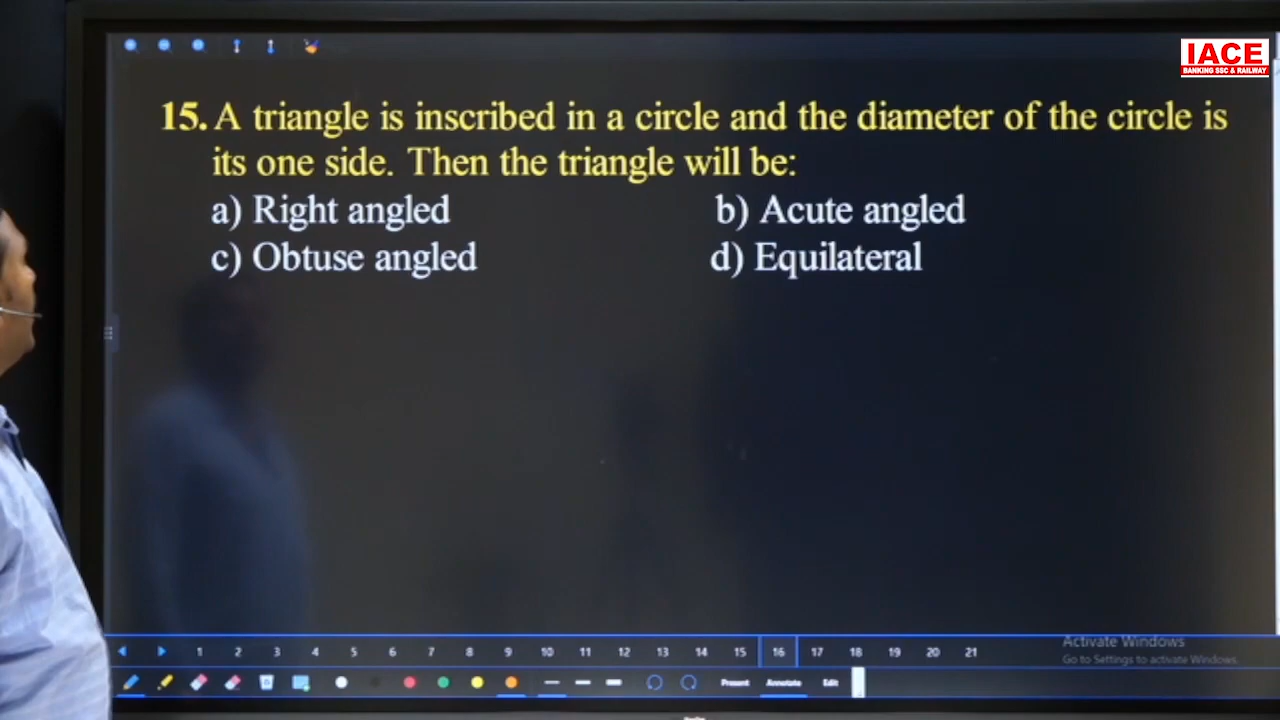 IACE
BANKING SSC & RAILWAY
15. A triangle is inscribed in a circle and the diameter of the circle is
its one side. Then the triangle will be:
a) Right angled b) Acute angled
c) Obtuse angled d) Equilateral
Activate Windows
Go to Settings to activate Windows.
1 2 3 4 5 6 7 8 9 10 11 12 13 14 15 16 17 18 19 20 21
Present Annotate Edit